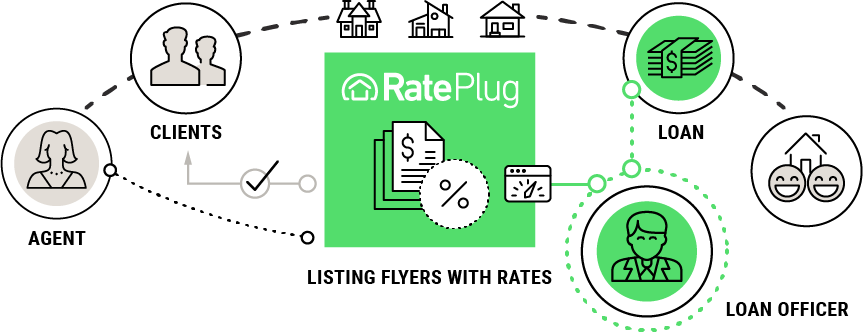 RatePlug
CLIENTS
LOAN
$
$
%
AGENT
LISTING FLYERS WITH RATES
LOAN OFFICER